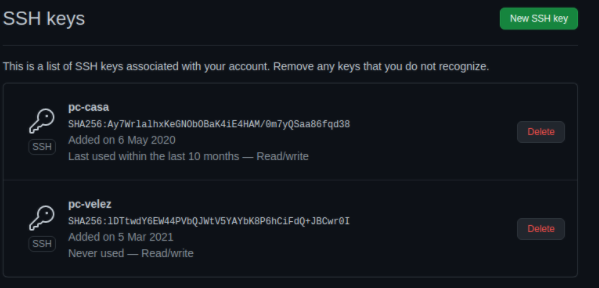 SSH keys
New SSH key
This is a list of SSH keys associated with your account. Remove any keys that you do not recognize.
pc-casa
SHA256:Ay7WrlalhxKeGNObOBaK4iE4HAM/0m7yQSaa86fqd38
SSH
Added on 6 May 2020
Last used within the last 10 months — Read/write
Delete
pc-velez
SHA256:lDTtwdY6EW44PVbQJWtV5YAYbK8P6hCiFdQ+JBCwr0I
SSH
Added on 5 Mar 2021
Never used — Read/write
Delete